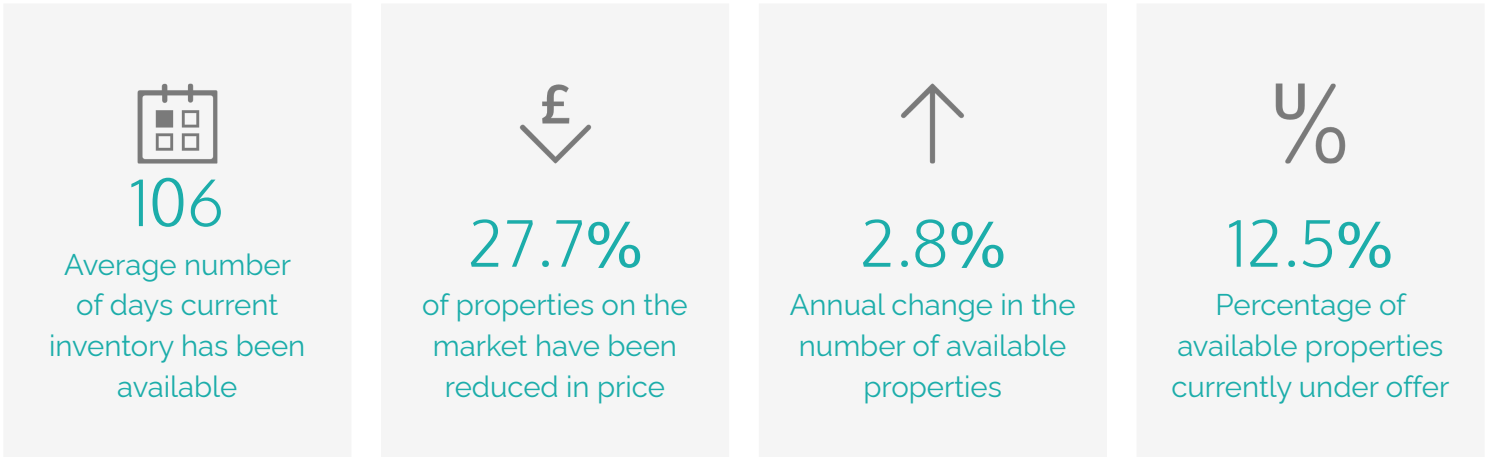 106
Average number
of days current
inventory has been
available
£
27.7%
of properties on the
market have been
reduced in price
2.8%
Annual change in the
number of available
properties
U/O
12.5%
Percentage of
available properties
currently under offer